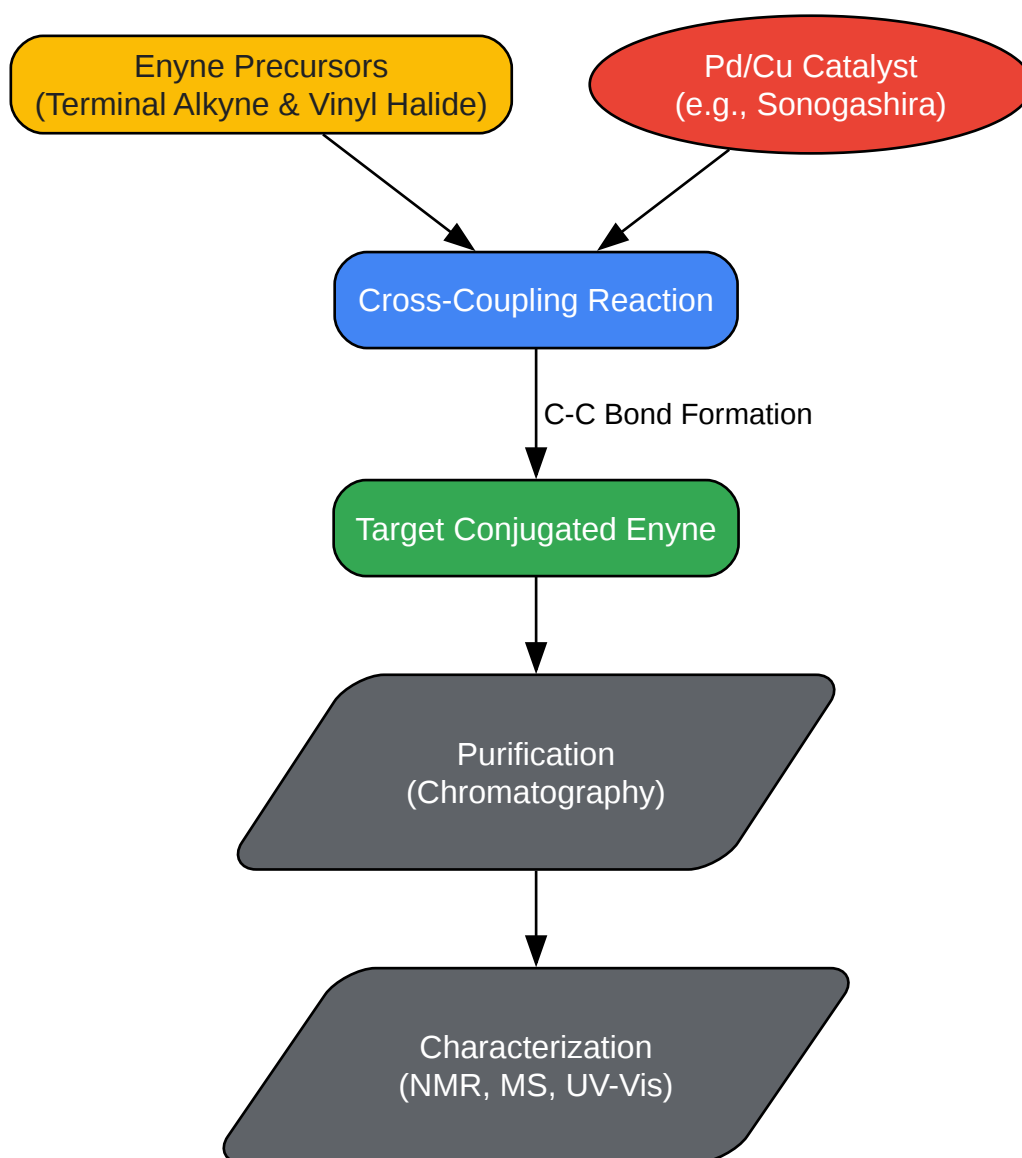 Enyne Precursors
(Terminal Alkyne & Vinyl Halide)
Pd/Cu Catalyst
(e.g., Sonogashira)
Cross-Coupling Reaction
C-C Bond Formation
Target Conjugated Enyne
Purification
(Chromatography)
Characterization
(NMR, MS, UV-Vis)